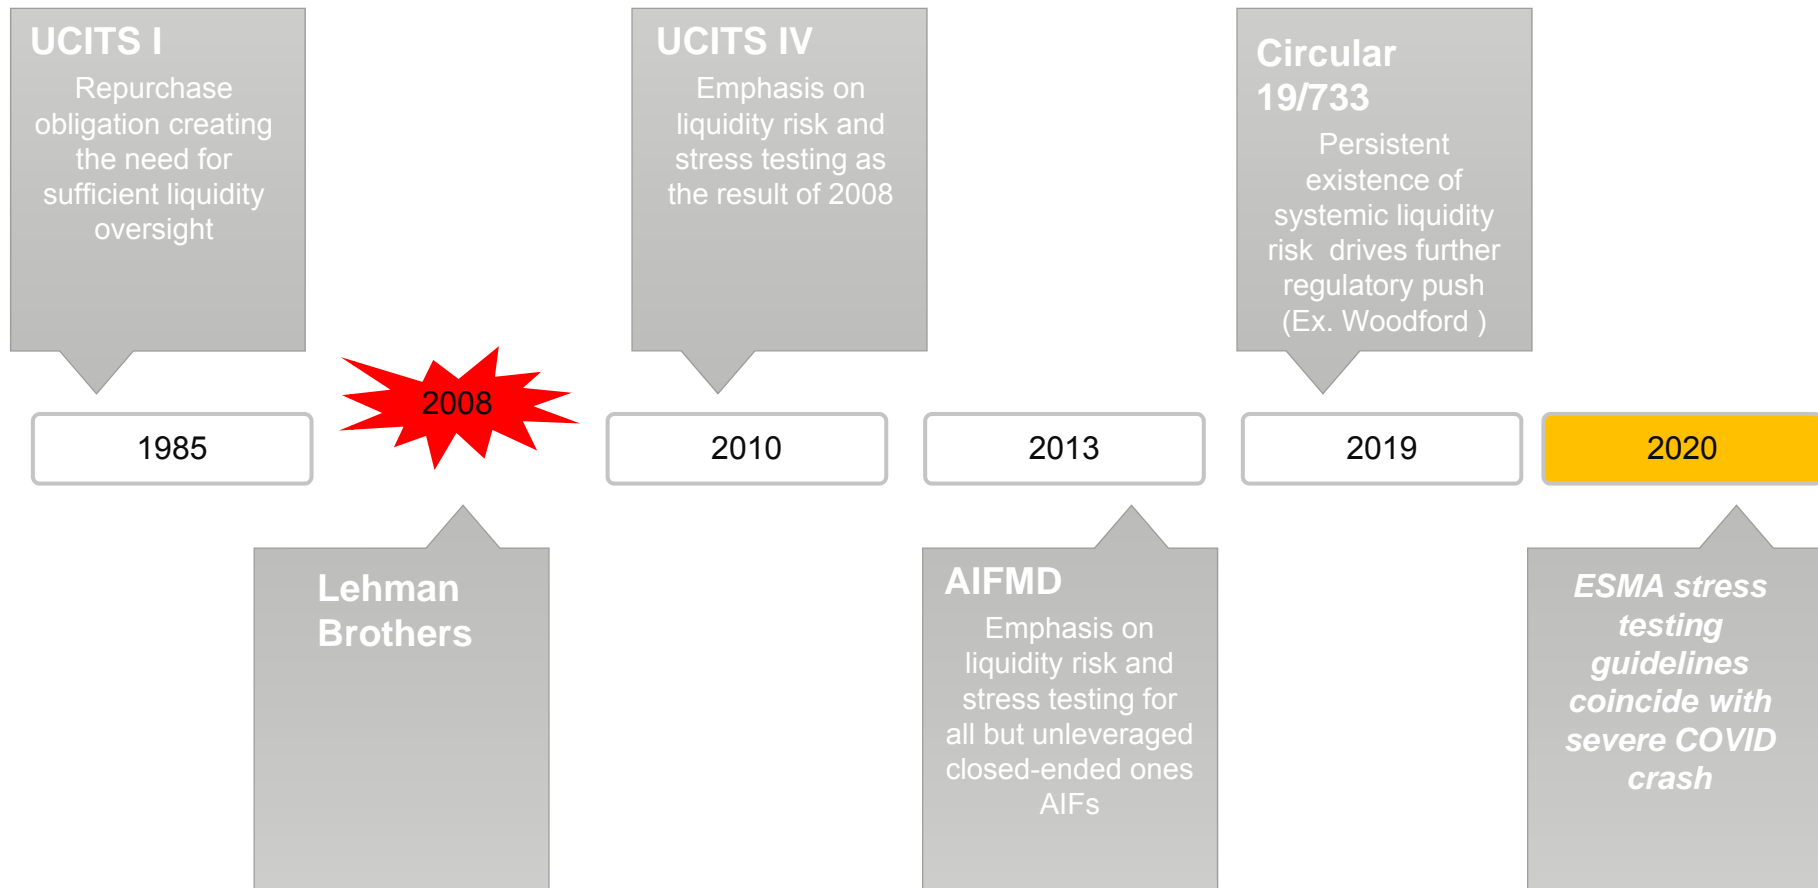 UCITS I
Repurchase
obligation creating
the need for
sufficient liquidity
oversight
UCITS IV
Emphasis on
liquidity risk and
stress testing as
the result of 2008
Circular
19/733
Persistent
existence of
systemic liquidity
risk  drives further
regulatory push
(Ex. Woodford )
1985
2008
2010
2013
2019
2020
Lehman
Brothers
AIFMD
Emphasis on
liquidity risk and
stress testing for
all but unleveraged
closed-ended ones
AIFs
ESMA stress
testing
guidelines
coincide with
severe COVID
crash